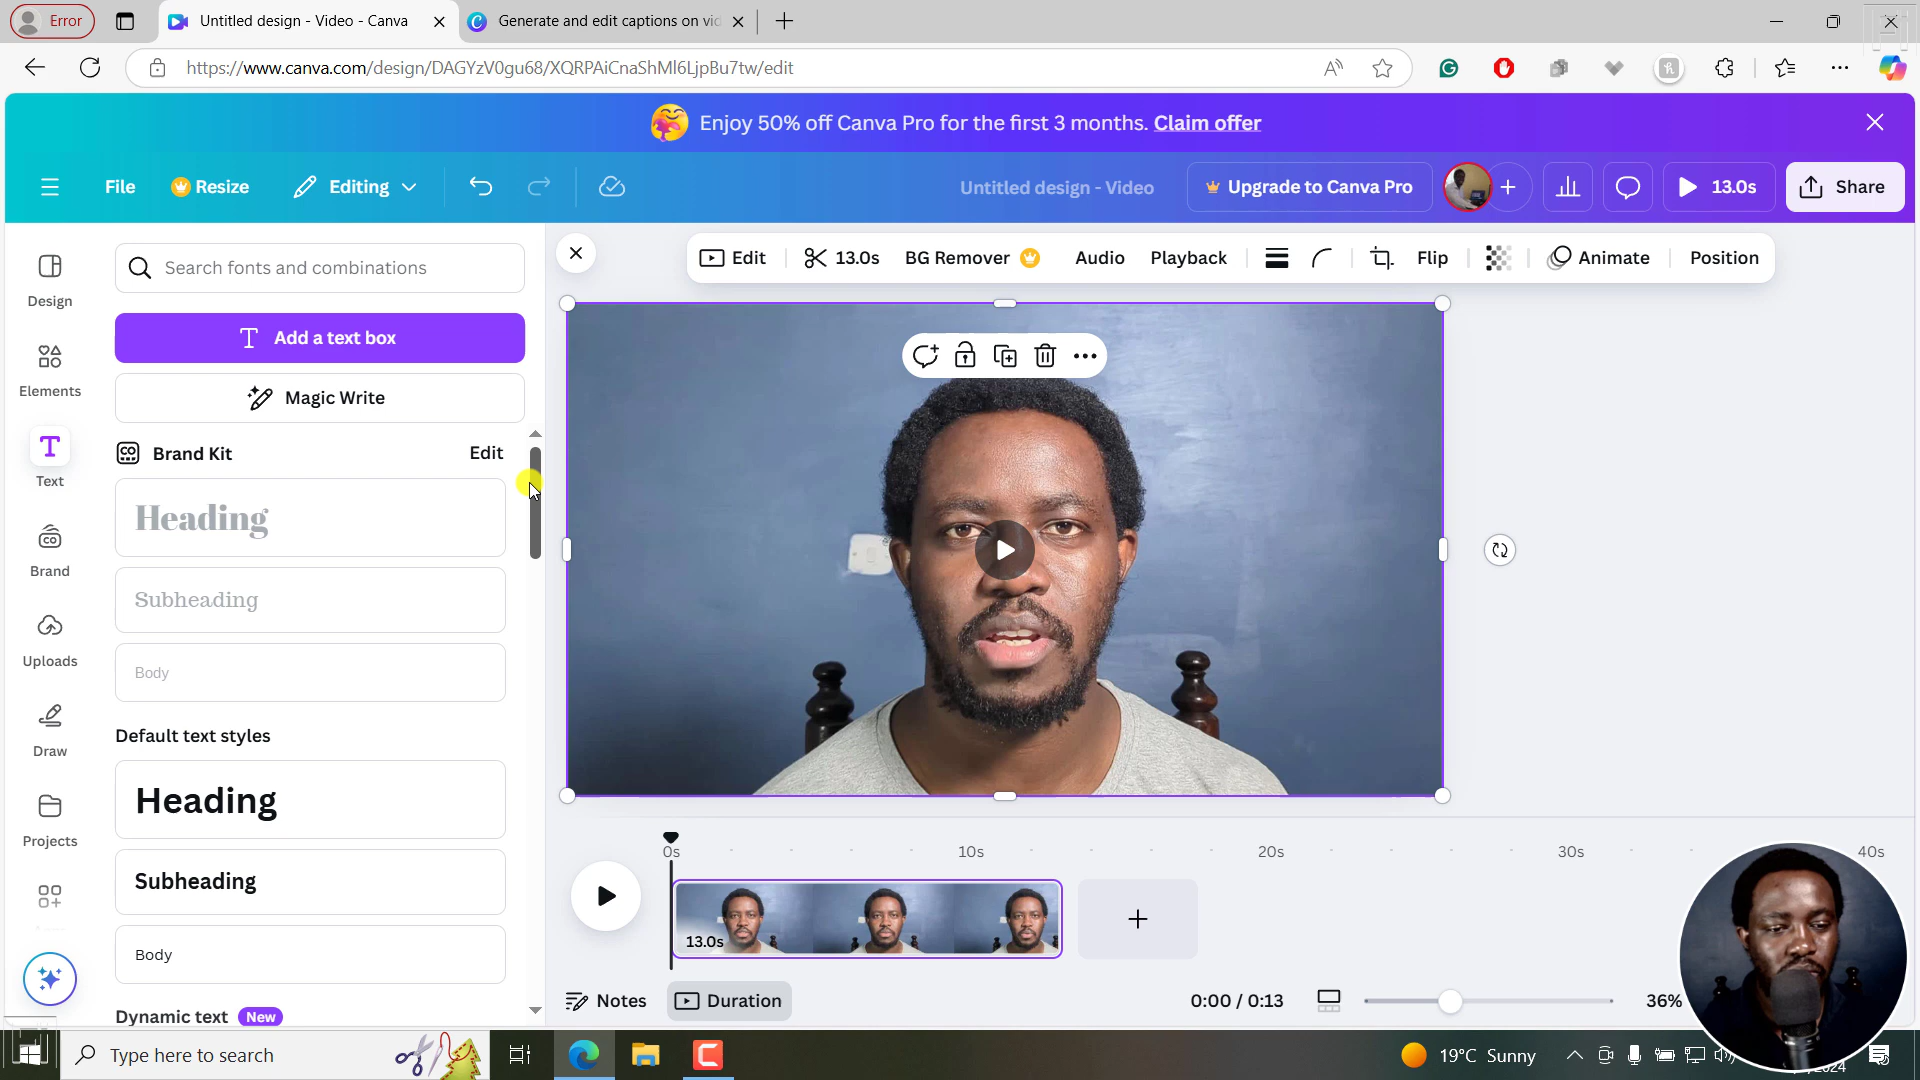 Error
Untitled design - Video - Canva
Generate and edit captions on vid
https://www.canva.com/design/DAGYzV0gu68/XQRPAiCnaShMl6LjpBu7tw/edit
Enjoy 50% off Canva Pro for the first 3 months. Claim offer
File
Resize
Editing
Untitled design - Video
Upgrade to Canva Pro
13.0s
Share
Design
Elements
Text
Brand
Uploads
Draw
Projects
Search fonts and combinations
Add a text box
Magic Write
Brand Kit
Edit
Heading
Subheading
Body
Default text styles
Heading
Subheading
Body
Dynamic text New
Edit
13.0s
BG Remover
Audio
Playback
Flip
Animate
Position
0s
10s
20s
30s
40s
13.0s
Notes
Duration
0:00 / 0:13
36%
Type here to search
19°C Sunny